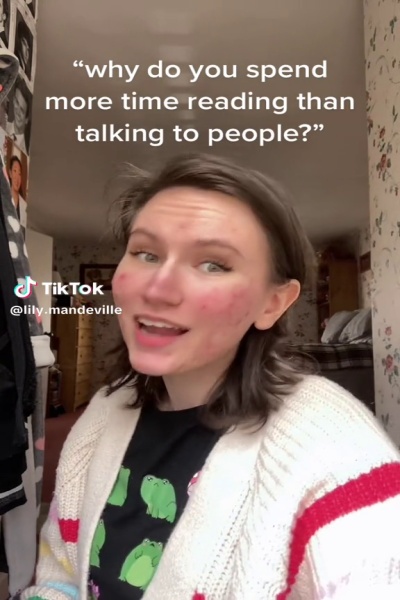 “why do you spend
more time reading than
talking to people?”
TikTok
@lily.mandeville